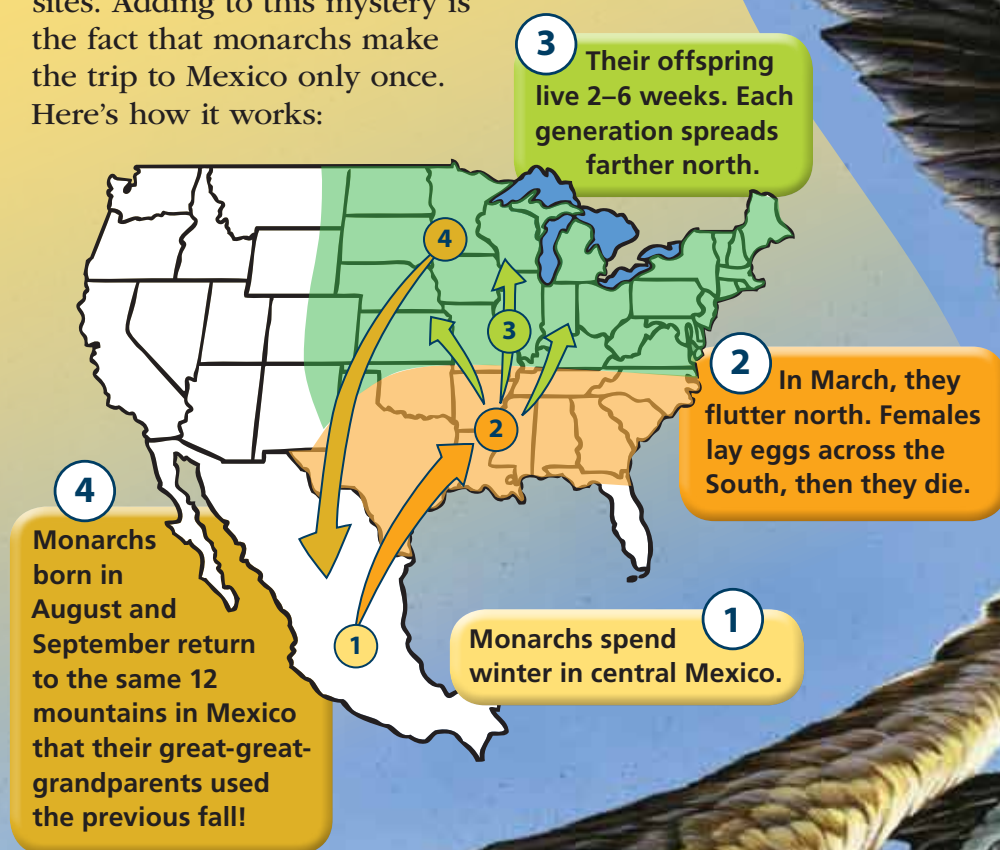 sites. Adding to this mystery is
the fact that monarchs make
the trip to Mexico only once.
Here's how it works:
1
Monarchs spend
winter in central Mexico.
2
In March, they
flutter north. Females
lay eggs across the
South, then they die.
3
Their offspring
live 2–6 weeks. Each
generation spreads
farther north.
4
Monarchs
born in
August and
September return
to the same 12
mountains in Mexico
that their great-great-
grandparents used
the previous fall!
4
3
2
1